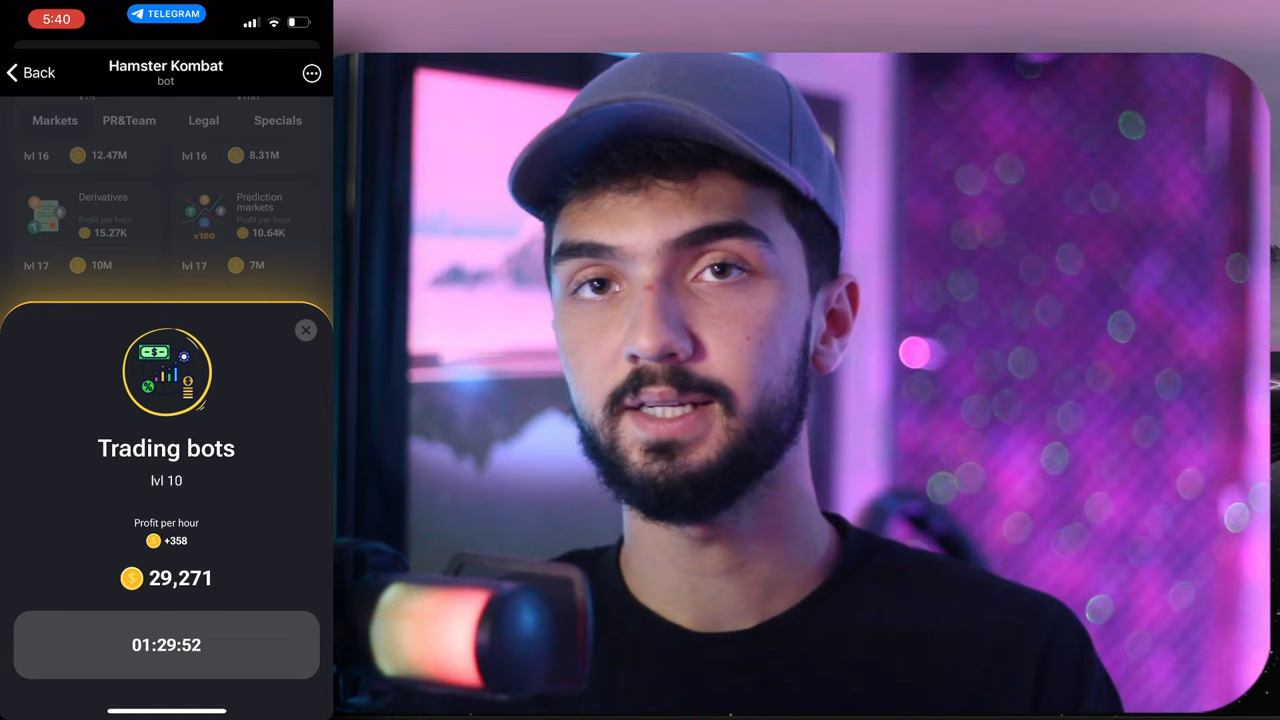 5:40
TELEGRAM
Back
Hamster Kombat
bot
Markets
PR&Team
Legal
Specials
lvl 16
12.47M
lvl 16
8.31M
Derivatives
Profit per hour
15.27K
lvl 17
10M
Prediction
markets
Profit per hour
10.64K
x100
lvl 17
7M
Trading bots
lvl 10
Profit per hour
+358
29,271
01:29:52